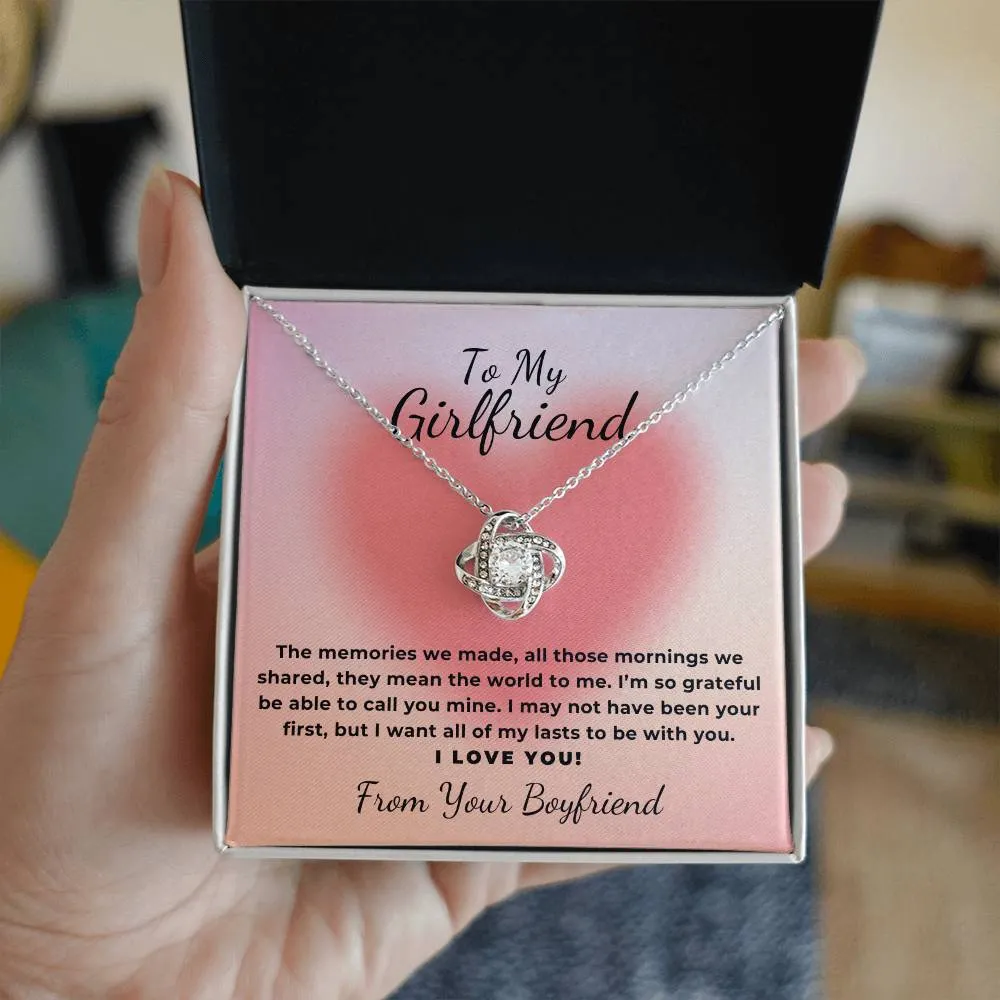 To My
Girlfriend
The memories we made, all those mornings we
shared, they mean the world to me. I’m so grateful
be able to call you mine. I may not have been your
first, but I want all of my lasts to be with you.
I LOVE YOU!
From Your Boyfriend